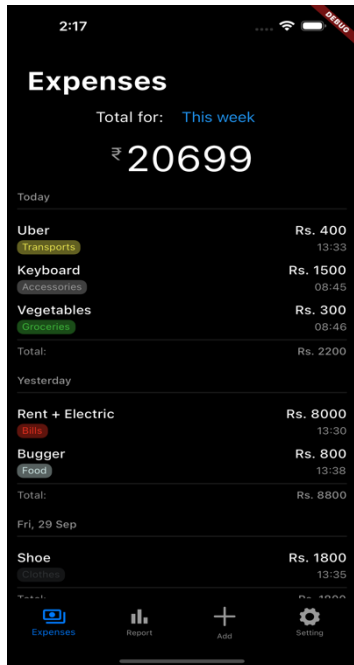 2:17
DEBUG
Expenses
Total for: This week
₹20699
Today
Uber Rs. 400
Transports 13:33
Keyboard Rs. 1500
Accessories 08:45
Vegetables Rs. 300
Groceries 08:46
Total: Rs. 2200
Yesterday
Rent + Electric Rs. 8000
Bills 13:30
Bugger Rs. 800
Food 13:38
Total: Rs. 8800
Fri, 29 Sep
Shoe Rs. 1800
Clothes 13:35
Total: Rs. 1800
Expenses Report Add Setting